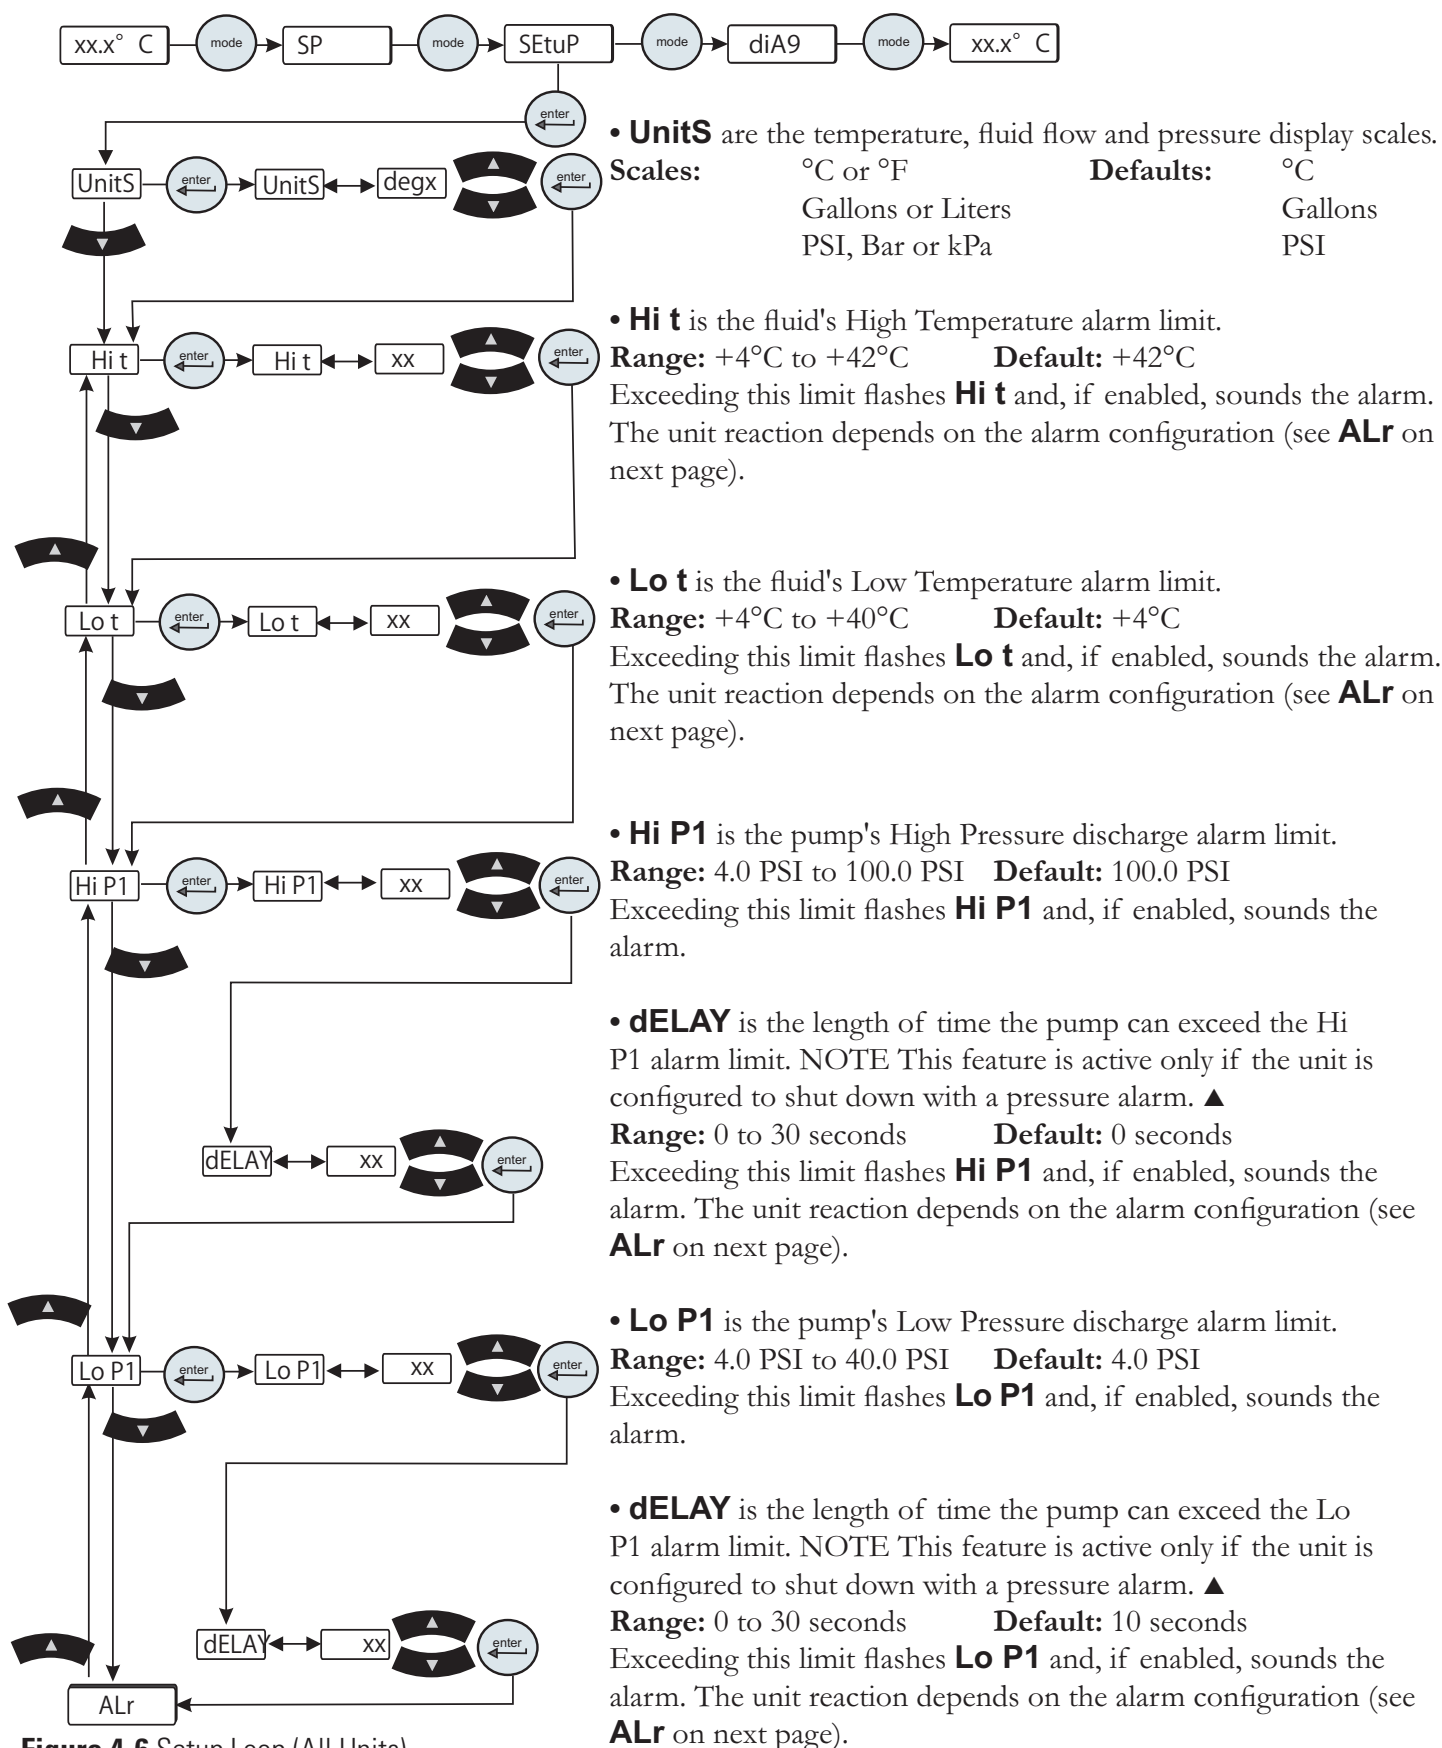 xx.x° C mode SP mode SEtuP mode diA9 mode xx.x° C
enter
• UnitS are the temperature, fluid flow and pressure display scales.
UnitS enter UnitS degx enter
Scales: °C or °F Defaults: °C
Gallons or Liters Gallons
PSI, Bar or kPa PSI
• Hi t is the fluid's High Temperature alarm limit.
Hi t enter Hi t xx enter
Range: +4°C to +42°C Default: +42°C
Exceeding this limit flashes Hi t and, if enabled, sounds the alarm.
The unit reaction depends on the alarm configuration (see ALr on
next page).
• Lo t is the fluid's Low Temperature alarm limit.
Lo t enter Lo t xx enter
Range: +4°C to +40°C Default: +4°C
Exceeding this limit flashes Lo t and, if enabled, sounds the alarm.
The unit reaction depends on the alarm configuration (see ALr on
next page).
• Hi P1 is the pump's High Pressure discharge alarm limit.
Hi P1 enter Hi P1 xx enter
Range: 4.0 PSI to 100.0 PSI Default: 100.0 PSI
Exceeding this limit flashes Hi P1 and, if enabled, sounds the
alarm.
• dELAY is the length of time the pump can exceed the Hi
P1 alarm limit. NOTE This feature is active only if the unit is
configured to shut down with a pressure alarm. ▲
dELAY xx enter
Range: 0 to 30 seconds Default: 0 seconds
Exceeding this limit flashes Hi P1 and, if enabled, sounds the
alarm. The unit reaction depends on the alarm configuration (see
ALr on next page).
• Lo P1 is the pump's Low Pressure discharge alarm limit.
Lo P1 enter Lo P1 xx enter
Range: 4.0 PSI to 40.0 PSI Default: 4.0 PSI
Exceeding this limit flashes Lo P1 and, if enabled, sounds the
alarm.
• dELAY is the length of time the pump can exceed the Lo
P1 alarm limit. NOTE This feature is active only if the unit is
configured to shut down with a pressure alarm. ▲
dELAY xx enter
Range: 0 to 30 seconds Default: 10 seconds
Exceeding this limit flashes Lo P1 and, if enabled, sounds the
alarm. The unit reaction depends on the alarm configuration (see
ALr on next page).
ALr
Figure 4-6 Setup Loop (All Units)